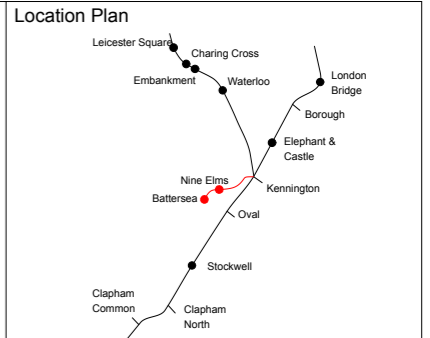 Location Plan
Leicester Square
Charing Cross
Embankment
Waterloo
London
Bridge
Borough
Elephant &
Castle
Nine Elms
Kennington
Battersea
Oval
Stockwell
Clapham
Common
Clapham
North